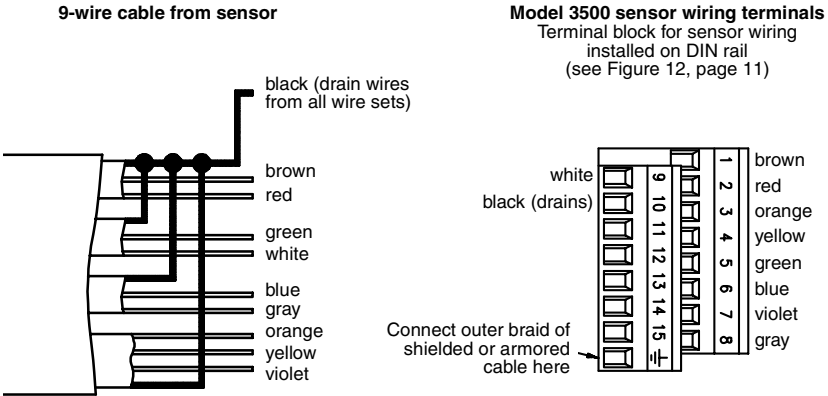 9-wire cable from sensor
black (drain wires
from all wire sets)
brown
red
green
white
blue
gray
orange
yellow
violet
Model 3500 sensor wiring terminals
Terminal block for sensor wiring
installed on DIN rail
(see Figure 12, page 11)
white
black (drains)
Connect outer braid of
shielded or armored
cable here
9
10
11
12
13
14
15
1
2
3
4
5
6
7
8
brown
red
orange
yellow
green
blue
violet
gray